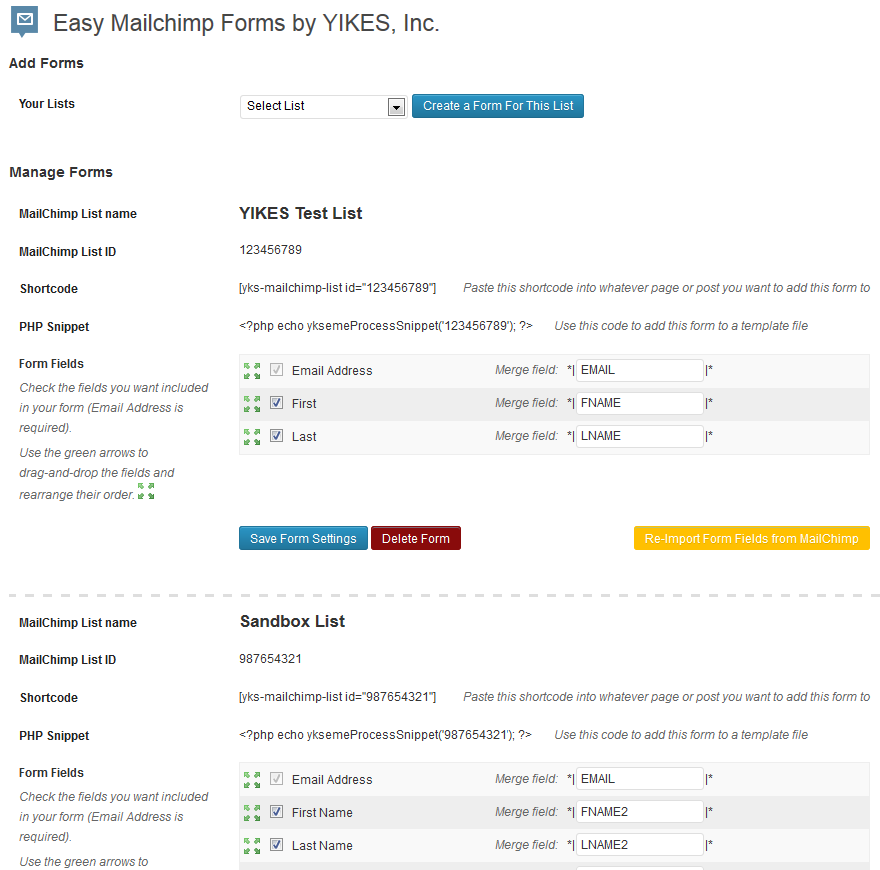 Easy Mailchimp Forms by YIKES, Inc.
Add Forms
Your Lists Select List Create a Form For This List
Manage Forms
MailChimp List name YIKES Test List
MailChimp List ID 123456789
Shortcode [yks-mailchimp-list id="123456789"] Paste this shortcode into whatever page or post you want to add this form to
PHP Snippet <?php echo yksemeProcessSnippet('123456789'); ?> Use this code to add this form to a template file
Form Fields
Check the fields you want included
in your form (Email Address is
required).
Use the green arrows to
drag-and-drop the fields and
rearrange their order.
Email Address Merge field: *| EMAIL |*
First Merge field: *| FNAME |*
Last Merge field: *| LNAME |*
Save Form Settings Delete Form Re-Import Form Fields from MailChimp
MailChimp List name Sandbox List
MailChimp List ID 987654321
Shortcode [yks-mailchimp-list id="987654321"] Paste this shortcode into whatever page or post you want to add this form to
PHP Snippet <?php echo yksemeProcessSnippet('987654321'); ?> Use this code to add this form to a template file
Form Fields
Check the fields you want included
in your form (Email Address is
required).
Use the green arrows to
Email Address Merge field: *| EMAIL |*
First Name Merge field: *| FNAME2 |*
Last Name Merge field: *| LNAME2 |*